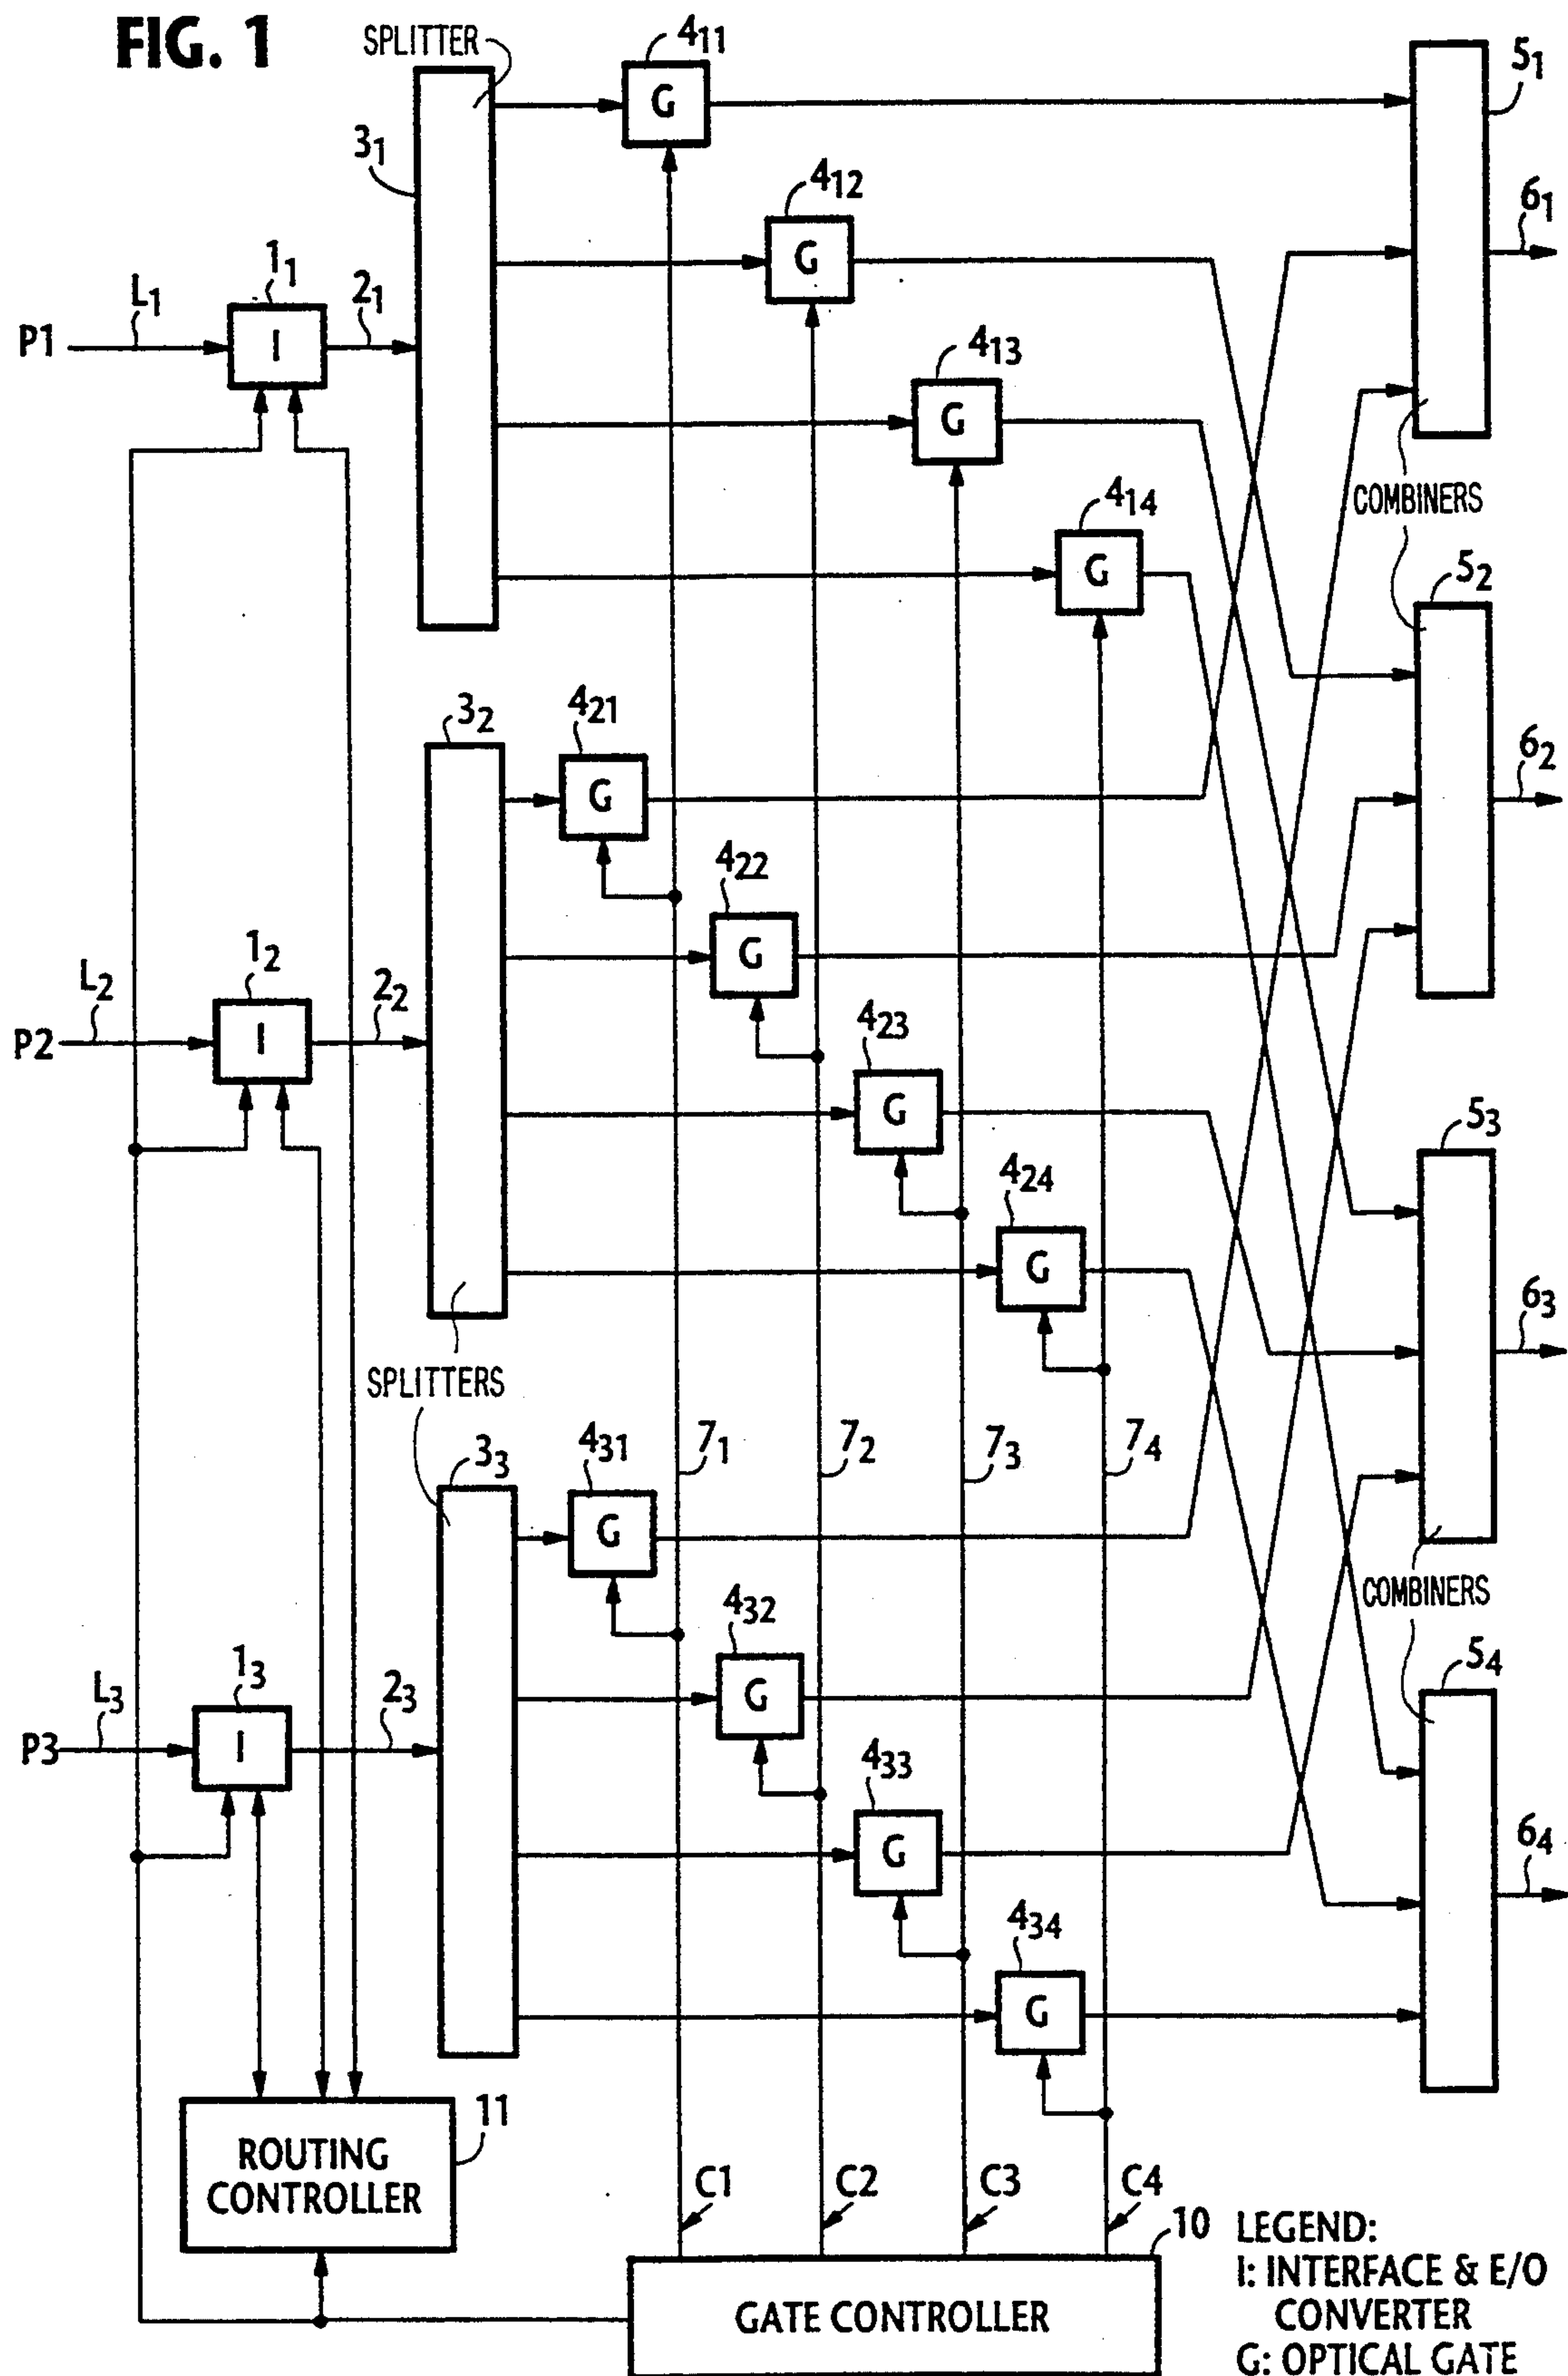 FIG. 1
SPLITTER
3₁
4₁₁
G
5₁
4₁₂
G
6₁
P1
L₁
1₁
I
2₁
4₁₃
G
4₁₄
G
COMBINERS
5₂
3₂
4₂₁
G
6₂
4₂₂
G
P2
L₂
1₂
I
2₂
4₂₃
G
5₃
4₂₄
G
6₃
SPLITTERS
3₃
4₃₁
G
7₁
7₂
7₃
7₄
COMBINERS
4₃₂
G
5₄
P3
L₃
1₃
I
2₃
4₃₃
G
6₄
4₃₄
G
11
ROUTING
CONTROLLER
C1
C2
C3
C4
10
GATE CONTROLLER
LEGEND:
I: INTERFACE & E/O
CONVERTER
G: OPTICAL GATE